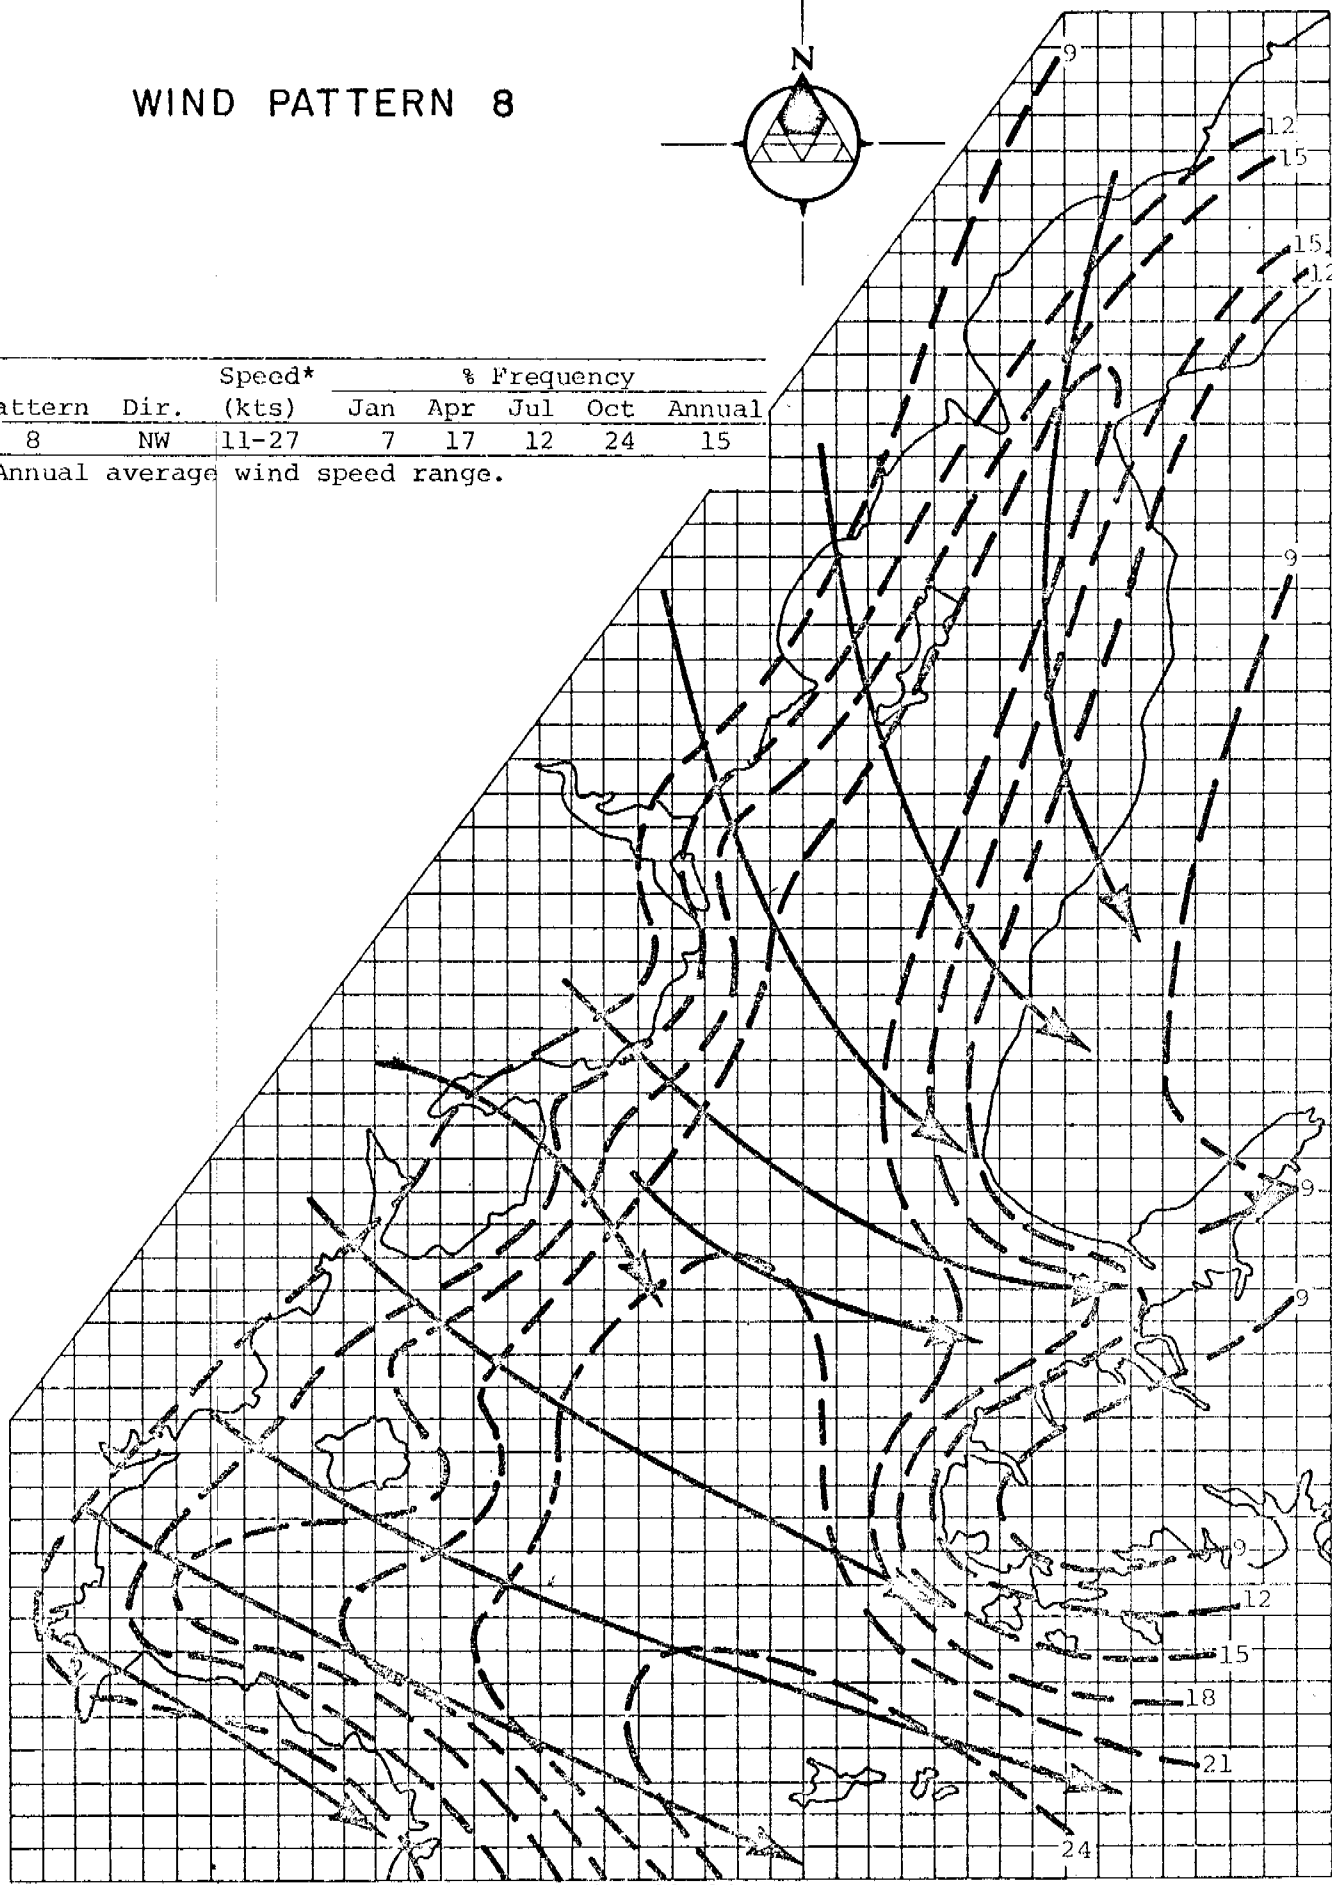 WIND PATTERN 8
N
Speed* % Frequency
attern Dir. (kts) Jan Apr Jul Oct Annual
8 NW 11-27 7 17 12 24 15
Annual average wind speed range.
9
12
15
15
12
9
9
9
9
12
15
18
21
24